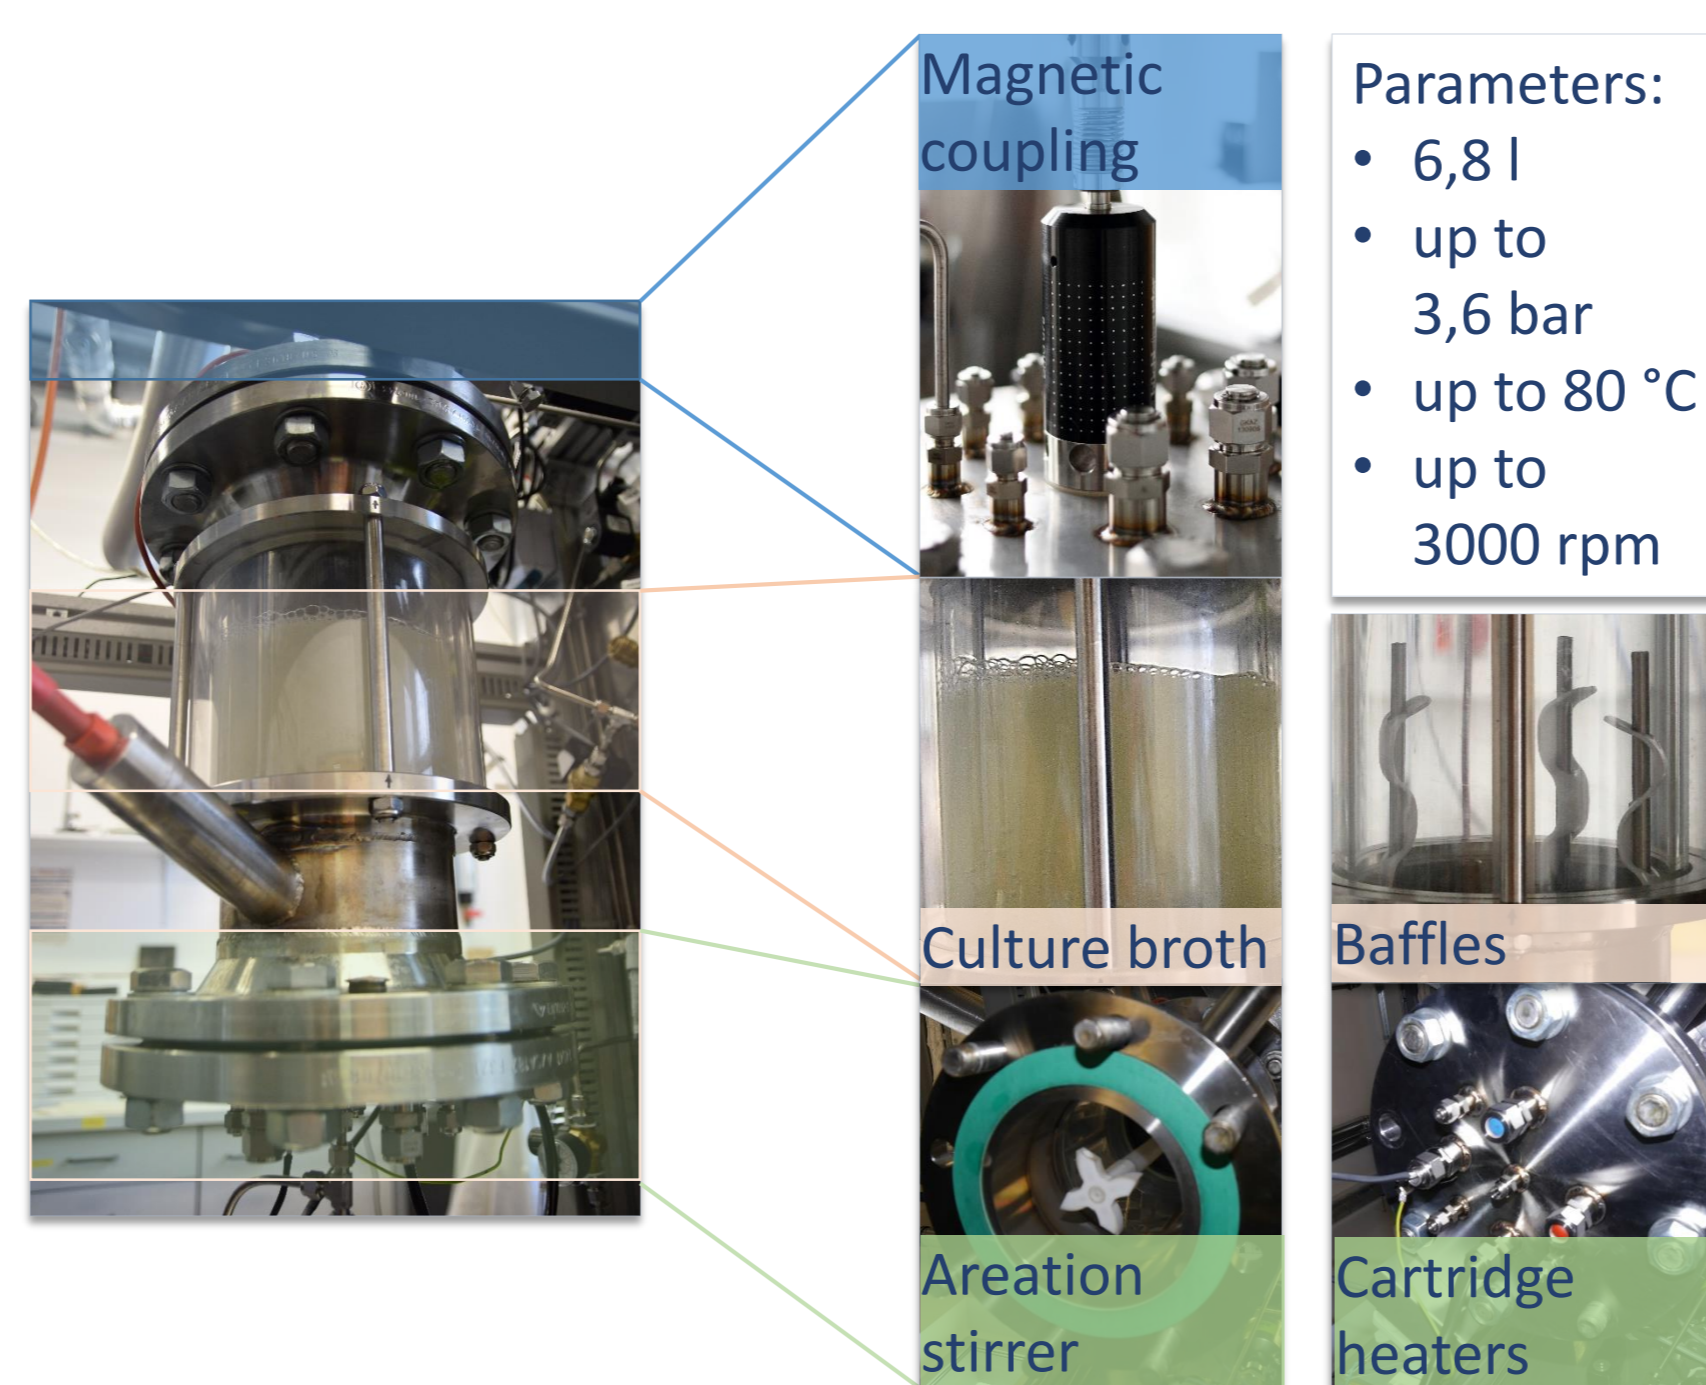 Magnetic
coupling
Parameters:
• 6,8 l
• up to
3,6 bar
• up to 80 °C
• up to
3000 rpm
Culture broth
Baffles
Areation
stirrer
Cartridge
heaters